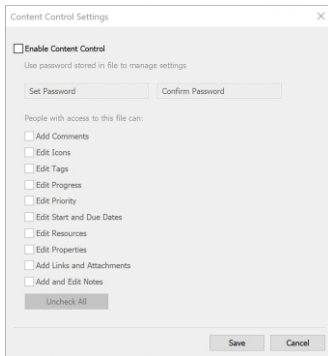 Content Control Settings
Enable Content Control
Use password stored in file to manage settings
Set Password
Confirm Password
People with access to this file can:
Add Comments
Edit Icons
Edit Tags
Edit Progress
Edit Priority
Edit Start and Due Dates
Edit Resources
Edit Properties
Add Links and Attachments
Add and Edit Notes
Uncheck All
Save
Cancel